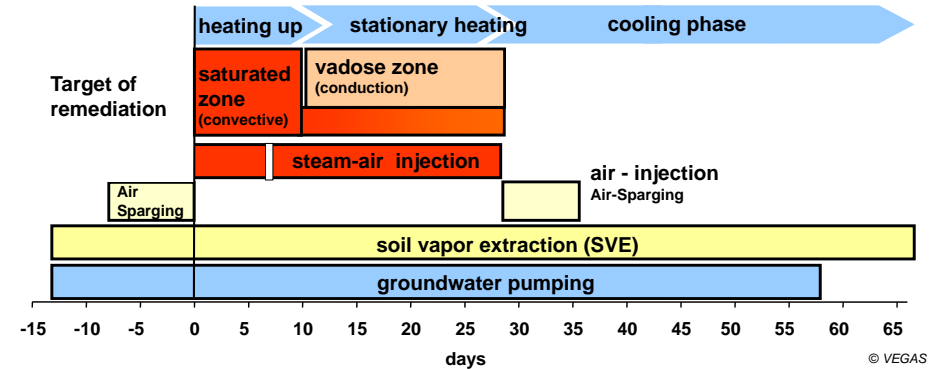 heating up
stationary heating
cooling phase
Target of
remediation
saturated
zone
(convective)
vadose zone
(conduction)
steam-air injection
Air
Sparging
air - injection
Air-Sparging
soil vapor extraction (SVE)
groundwater pumping
-15 -10 -5 0 5 10 15 20 25 30 35 40 45 50 55 60 65
days
© VEGAS